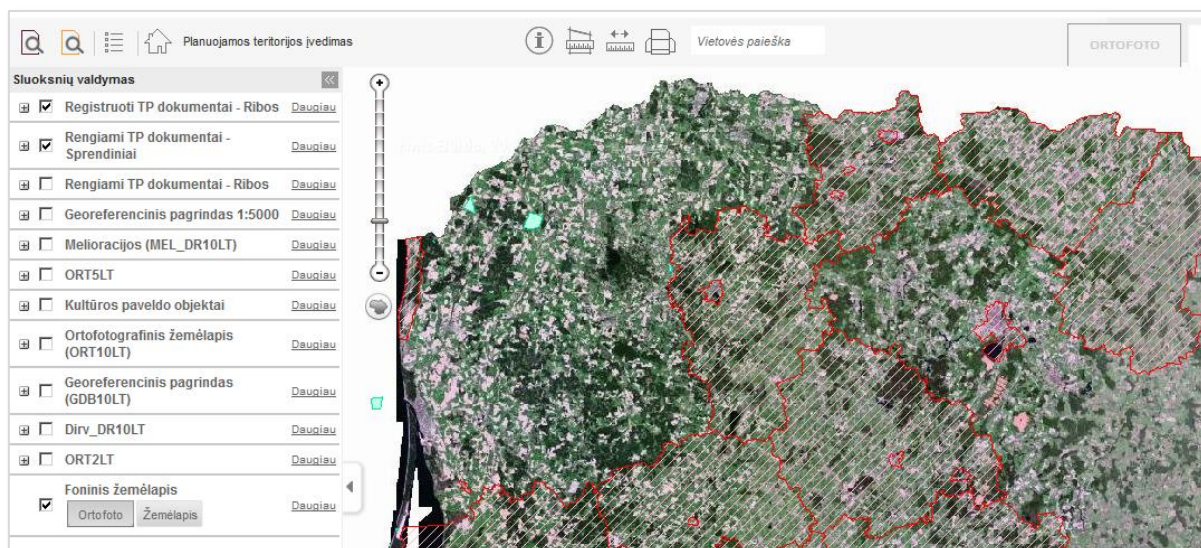 Planuojamos teritorijos įvedimas
Vietovės paieška
ORTOFOTO
Sluoksnių valdymas
Registruoti TP dokumentai - Ribos Daugiau
Rengiami TP dokumentai -
Sprendiniai Daugiau
Rengiami TP dokumentai - Ribos Daugiau
Georeferencinis pagrindas 1:5000 Daugiau
Melioracijos (MEL_DR10LT) Daugiau
ORT5LT Daugiau
Kultūros paveldo objektai Daugiau
Ortofotografinis žemėlapis
(ORT10LT) Daugiau
Georeferencinis pagrindas
(GDB10LT) Daugiau
Dirv_DR10LT Daugiau
ORT2LT Daugiau
Foninis žemėlapis
Daugiau
Ortofoto Žemėlapis